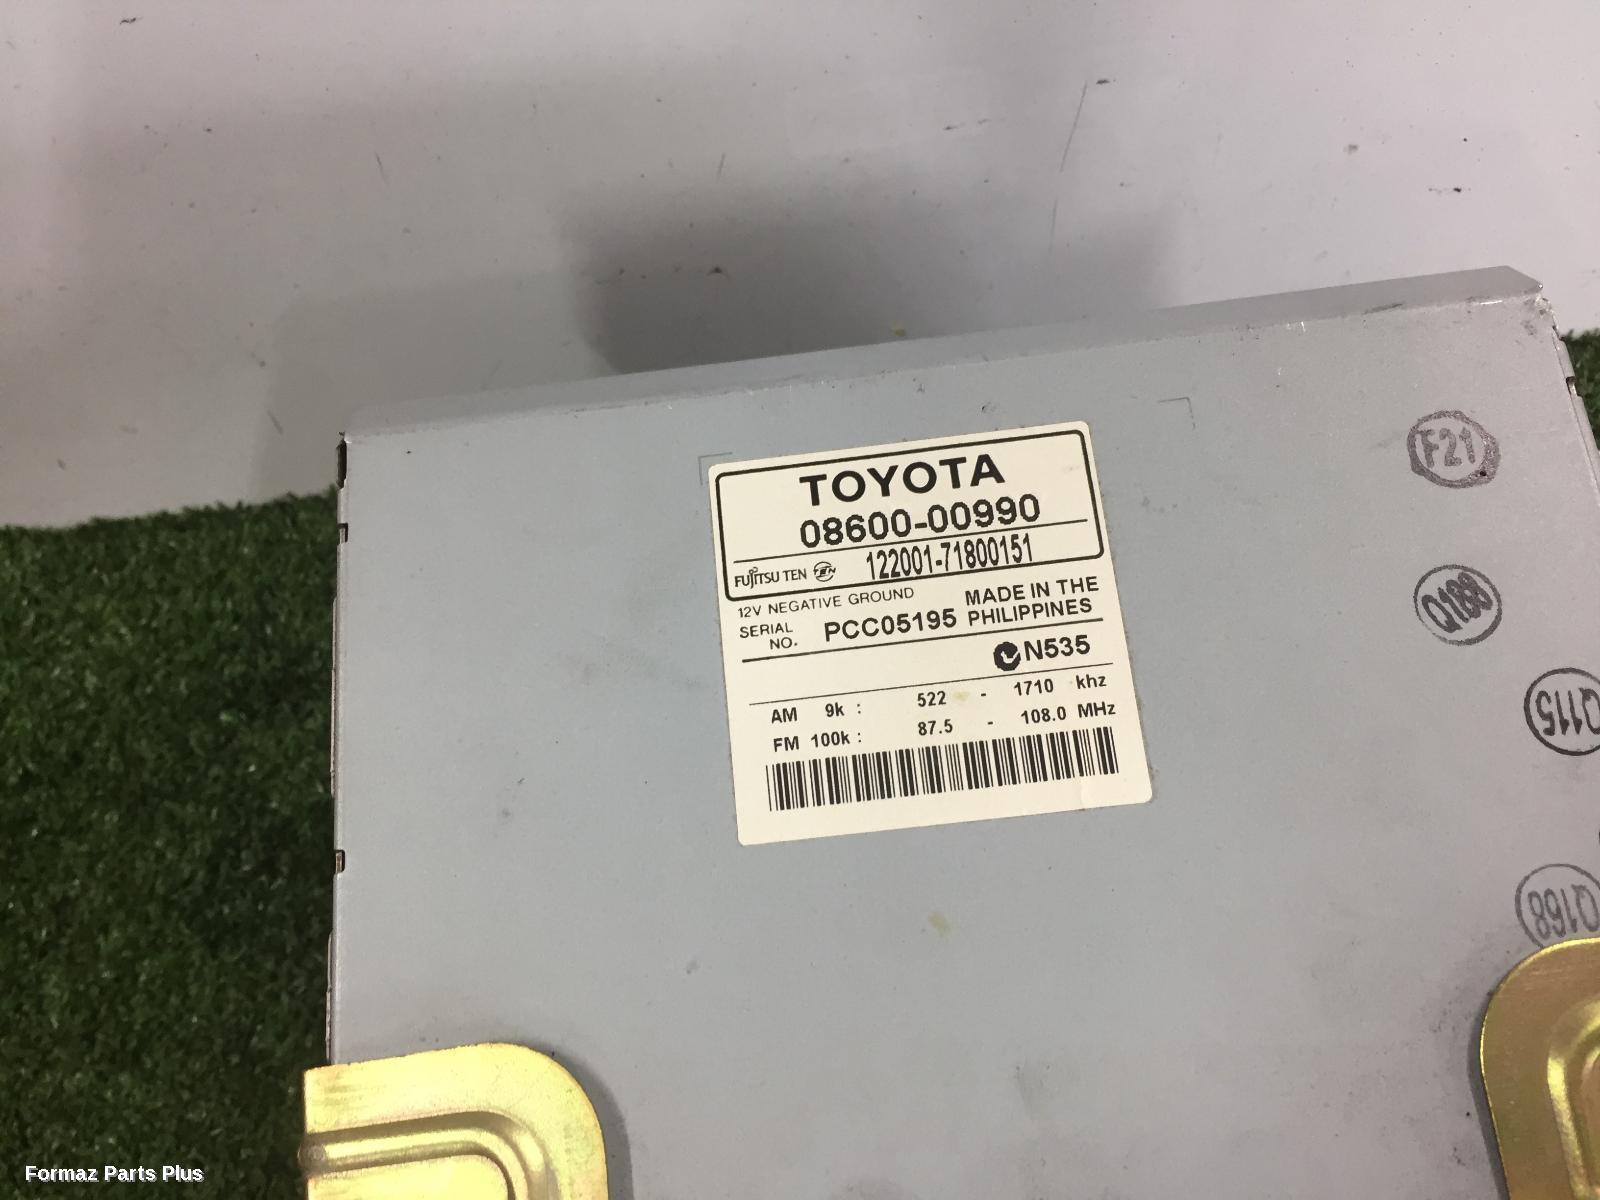 TOYOTA
08600-00990
FUJITSU TEN TEN 122001-71800151
12V NEGATIVE GROUND
MADE IN THE
PHILIPPINES
SERIAL
NO. PCC05195
N535
AM 9k : 522 - 1710 khz
FM 100k : 87.5 - 108.0 MHz
F21
Q188
Q115
Q168
Formaz Parts Plus